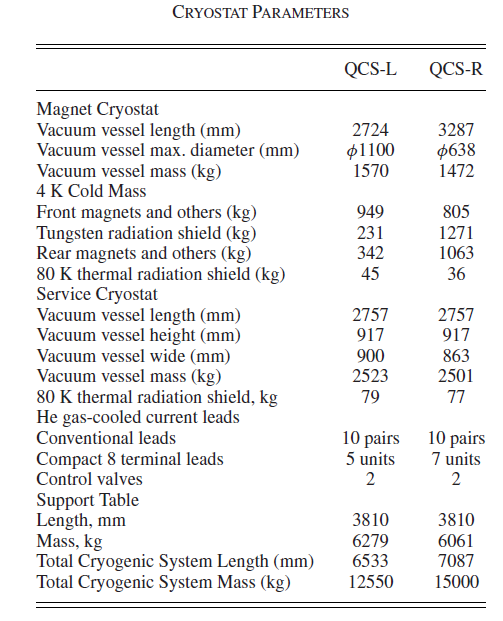 CRYOSTAT PARAMETERS
QCS-L QCS-R
Magnet Cryostat
Vacuum vessel length (mm) 2724 3287
Vacuum vessel max. diameter (mm) ϕ1100 ϕ638
Vacuum vessel mass (kg) 1570 1472
4 K Cold Mass
Front magnets and others (kg) 949 805
Tungsten radiation shield (kg) 231 1271
Rear magnets and others (kg) 342 1063
80 K thermal radiation shield (kg) 45 36
Service Cryostat
Vacuum vessel length (mm) 2757 2757
Vacuum vessel height (mm) 917 917
Vacuum vessel wide (mm) 900 863
Vacuum vessel mass (kg) 2523 2501
80 K thermal radiation shield, kg 79 77
He gas-cooled current leads
Conventional leads 10 pairs 10 pairs
Compact 8 terminal leads 5 units 7 units
Control valves 2 2
Support Table
Length, mm 3810 3810
Mass, kg 6279 6061
Total Cryogenic System Length (mm) 6533 7087
Total Cryogenic System Mass (kg) 12550 15000